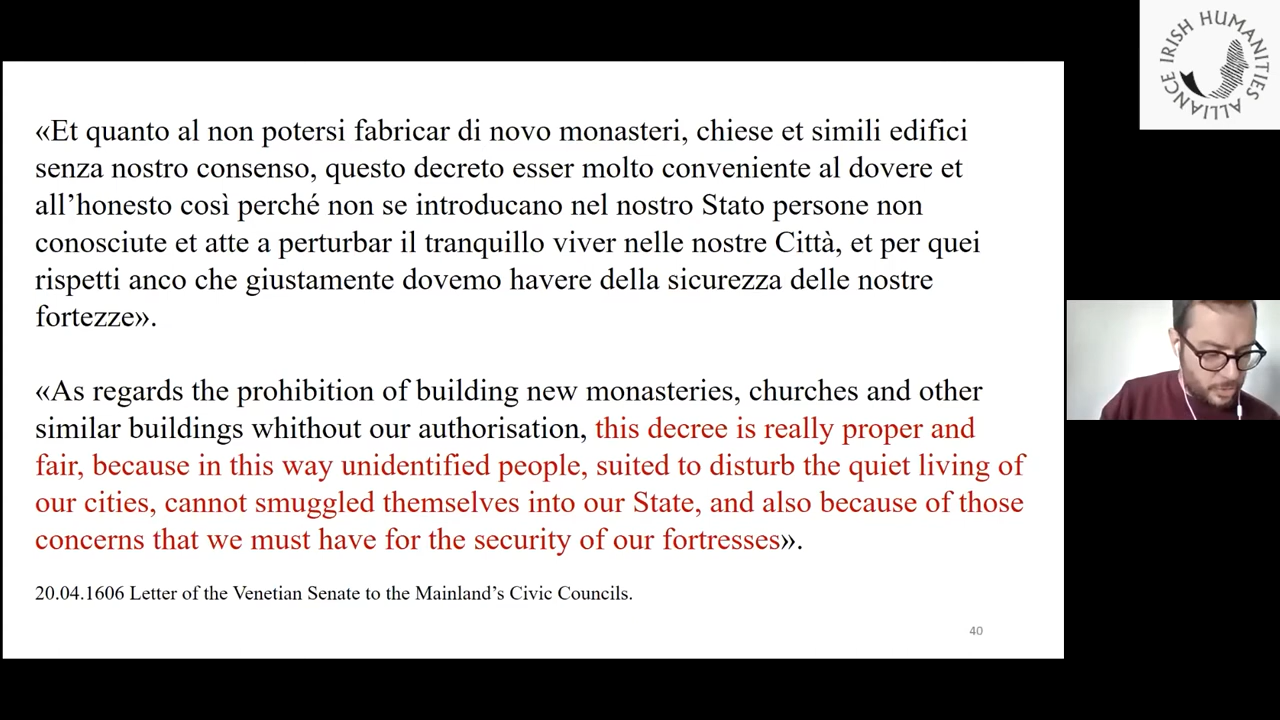 «Et quanto al non potersi fabricar di novo monasteri, chiese et simili edifici
senza nostro consenso, questo decreto esser molto conveniente al dovere et
all’honesto così perché non se introducano nel nostro Stato persone non
conosciute et atte a perturbar il tranquillo viver nelle nostre Città, et per quei
rispetti anco che giustamente dovemo havere della sicurezza delle nostre
fortezze».
«As regards the prohibition of building new monasteries, churches and other
similar buildings whithout our authorisation, this decree is really proper and
fair, because in this way unidentified people, suited to disturb the quiet living of
our cities, cannot smuggled themselves into our State, and also because of those
concerns that we must have for the security of our fortresses».
20.04.1606 Letter of the Venetian Senate to the Mainland’s Civic Councils.
40
IRISH HUMANITIES ALLIANCE